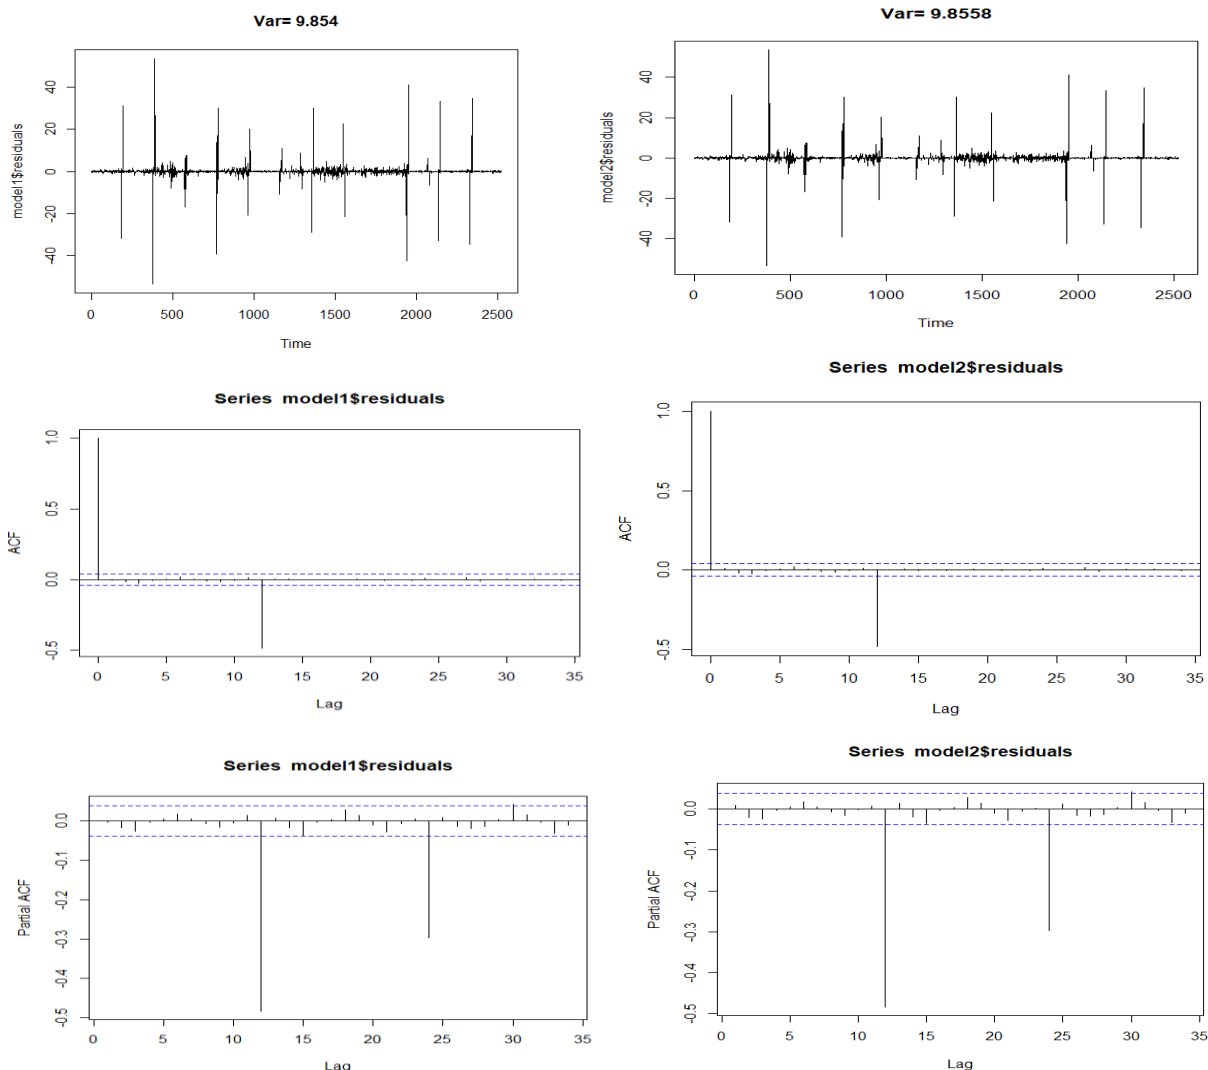 Var= 9.854
model1$residuals
40
20
0
-20
-40
0 500 1000 1500 2000 2500
Time
Var= 9.8558
model2$residuals
40
20
0
-20
-40
0 500 1000 1500 2000 2500
Time
Series model1$residuals
ACF
1.0
0.5
0.0
-0.5
0 5 10 15 20 25 30 35
Lag
Series model2$residuals
ACF
1.0
0.5
0.0
-0.5
0 5 10 15 20 25 30 35
Lag
Series model1$residuals
Partial ACF
0.0
-0.1
-0.2
-0.3
-0.4
-0.5
0 5 10 15 20 25 30 35
Lag
Series model2$residuals
Partial ACF
0.0
-0.1
-0.2
-0.3
-0.4
-0.5
0 5 10 15 20 25 30 35
Lag